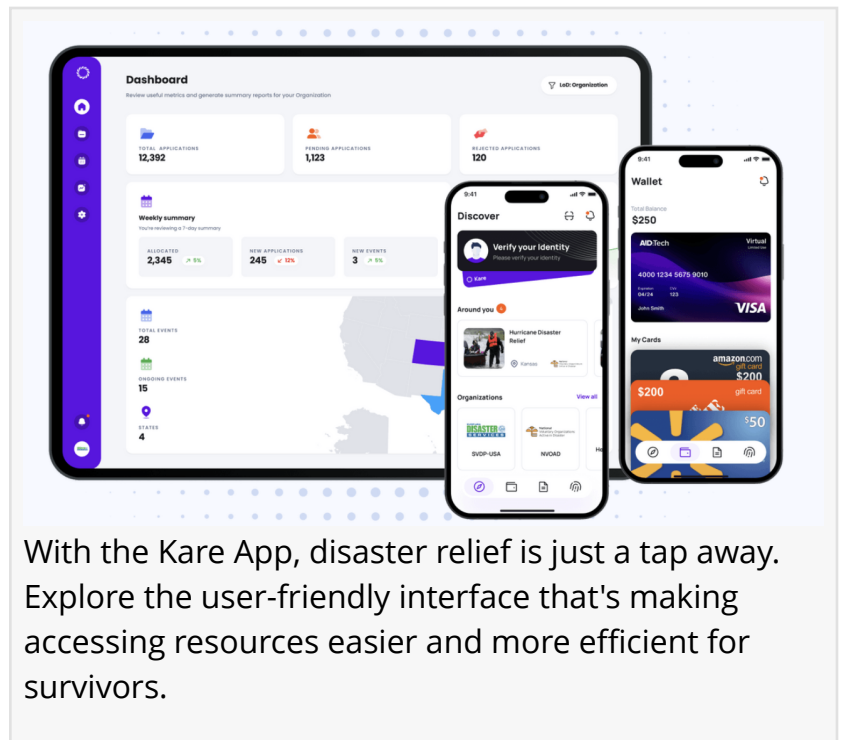 Dashboard
Review useful metrics and generate summary reports for your Organization
LoD: Organization
TOTAL APPLICATIONS
12,392
PENDING APPLICATIONS
1,123
REJECTED APPLICATIONS
120
Weekly summary
You're reviewing a 7-day summary
ALLOCATED
2,345
5%
NEW APPLICATIONS
245
12%
NEW EVENTS
3
5%
TOTAL EVENTS
28
ONGOING EVENTS
15
STATES
4
9:41
Discover
Verify your Identity
Please verify your identity
Kare
Around you
Hurricane Disaster
Relief
Kansas
Organizations
View all
DISASTER
SERVICES
SVDP-USA
NVOAD
He
9:41
Wallet
Total Balance
$250
AID:Tech
Virtual
4000 1234 5675 9010
04/24
123
John Smith
VISA
My Cards
amazon.com
gift card
$200
$200
gift card
$50
With the Kare App, disaster relief is just a tap away.
Explore the user-friendly interface that's making
accessing resources easier and more efficient for
survivors.